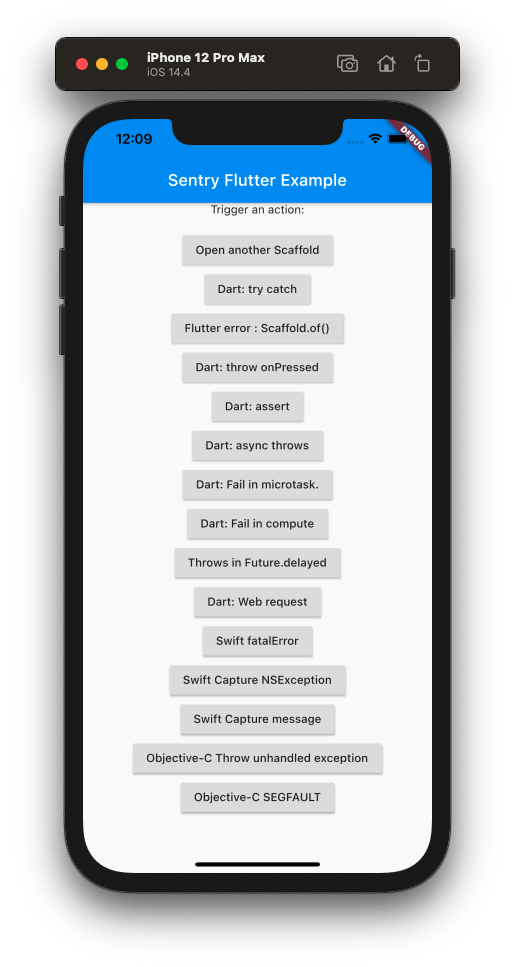 iPhone 12 Pro Max
iOS 14.4
12:09
DEBUG
Sentry Flutter Example
Trigger an action:
Open another Scaffold
Dart: try catch
Flutter error : Scaffold.of()
Dart: throw onPressed
Dart: assert
Dart: async throws
Dart: Fail in microtask.
Dart: Fail in compute
Throws in Future.delayed
Dart: Web request
Swift fatalError
Swift Capture NSException
Swift Capture message
Objective-C Throw unhandled exception
Objective-C SEGFAULT